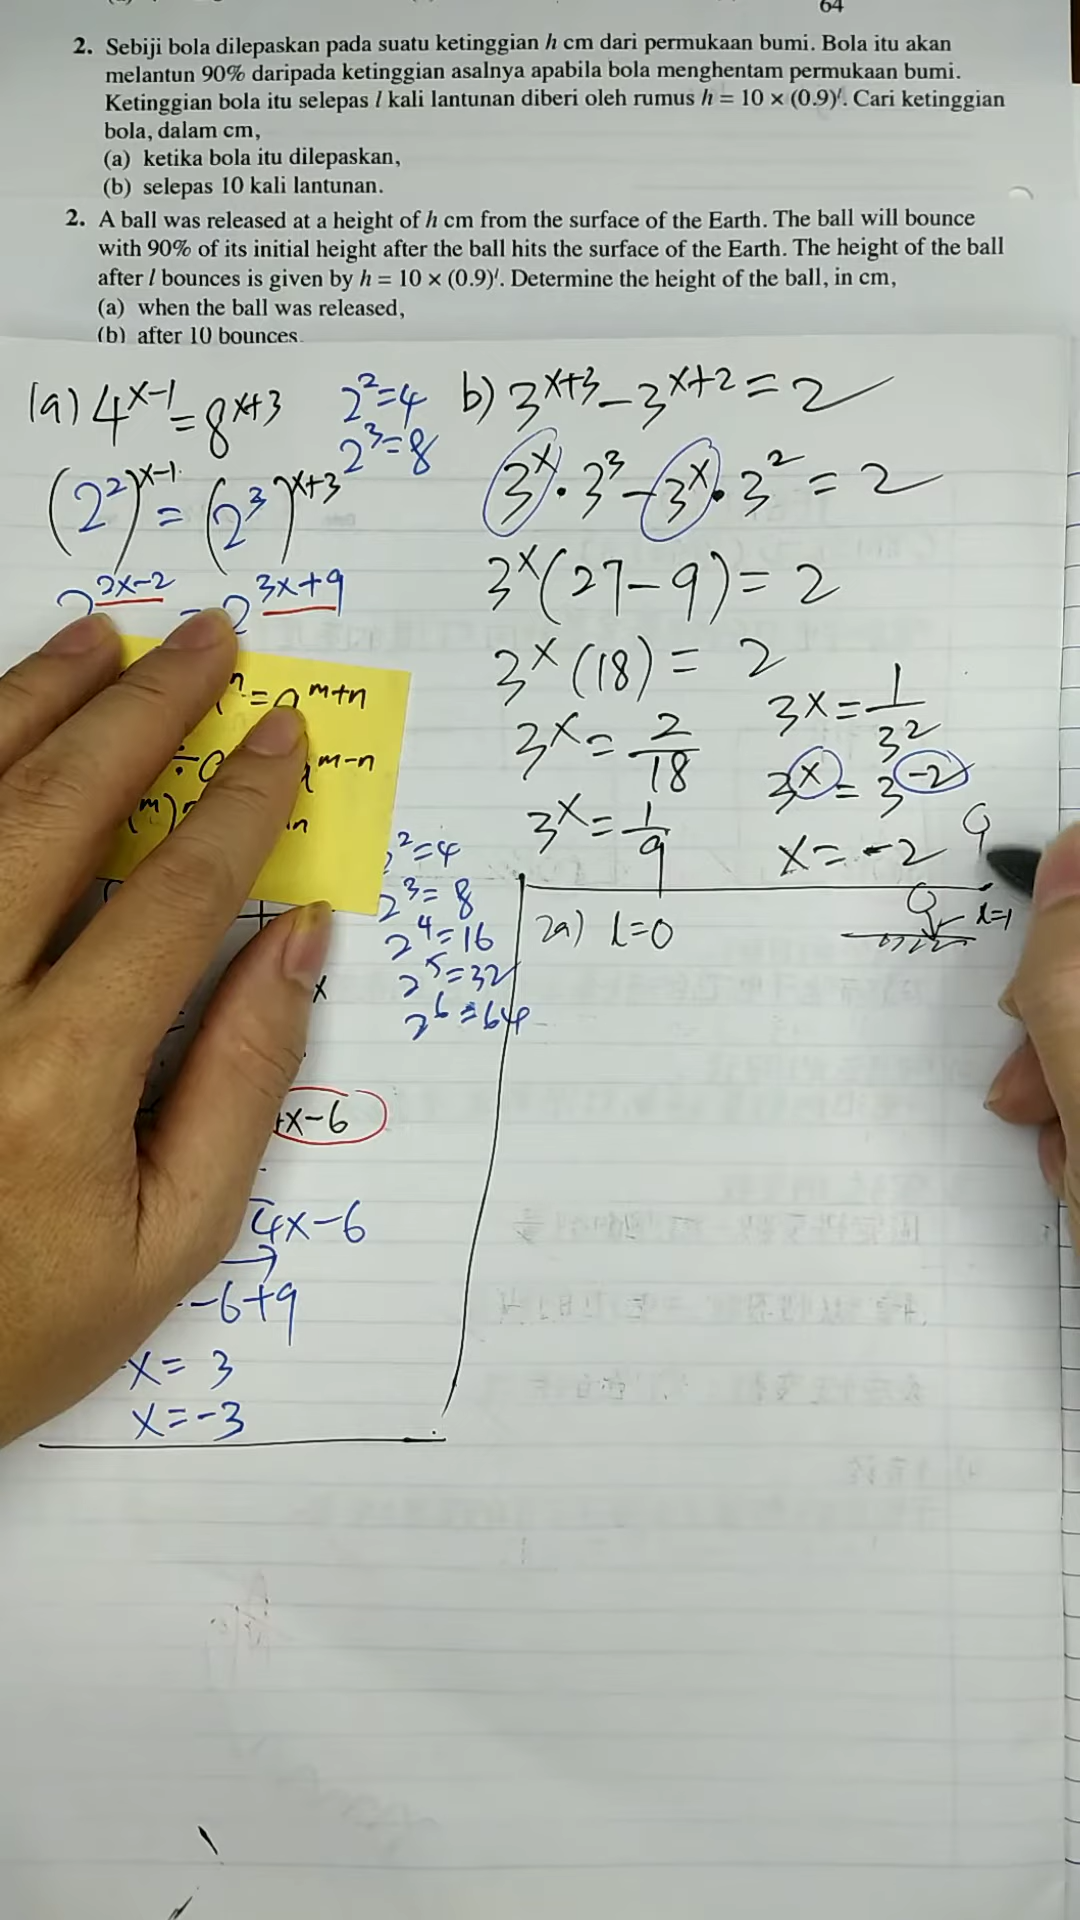 64
2. Sebiji bola dilepaskan pada suatu ketinggian h cm dari permukaan bumi. Bola itu akan
melantun 90% daripada ketinggian asalnya apabila bola menghentam permukaan bumi.
Ketinggian bola itu selepas l kali lantunan diberi oleh rumus h = 10 × (0.9)^l. Cari ketinggian
bola, dalam cm,
(a) ketika bola itu dilepaskan,
(b) selepas 10 kali lantunan.
2. A ball was released at a height of h cm from the surface of the Earth. The ball will bounce
with 90% of its initial height after the ball hits the surface of the Earth. The height of the ball
after l bounces is given by h = 10 × (0.9)^l. Determine the height of the ball, in cm,
(a) when the ball was released,
(b) after 10 bounces.
1a) 4^x-1 = 8^x+3
2^2=4
2^3=8
(2^2)^x-1 = (2^3)^x+3
2^2x-2 = 2^3x+9
n = a^m+n
÷ a^m-n
2^2=4
2^3=8
2^4=16
2^5=32
2^6=64
x
4x-6
4x-6
-6+9
-x= 3
x=-3
b) 3^x+3 - 3^x+2 = 2
3^x · 3^3 - 3^x · 3^2 = 2
3^x (27-9) = 2
3^x (18) = 2
3^x = 2/18
3^x = 1/9
3^x = 1/3^2
3^x = 3^-2
x = -2
2a) l=0
l=1